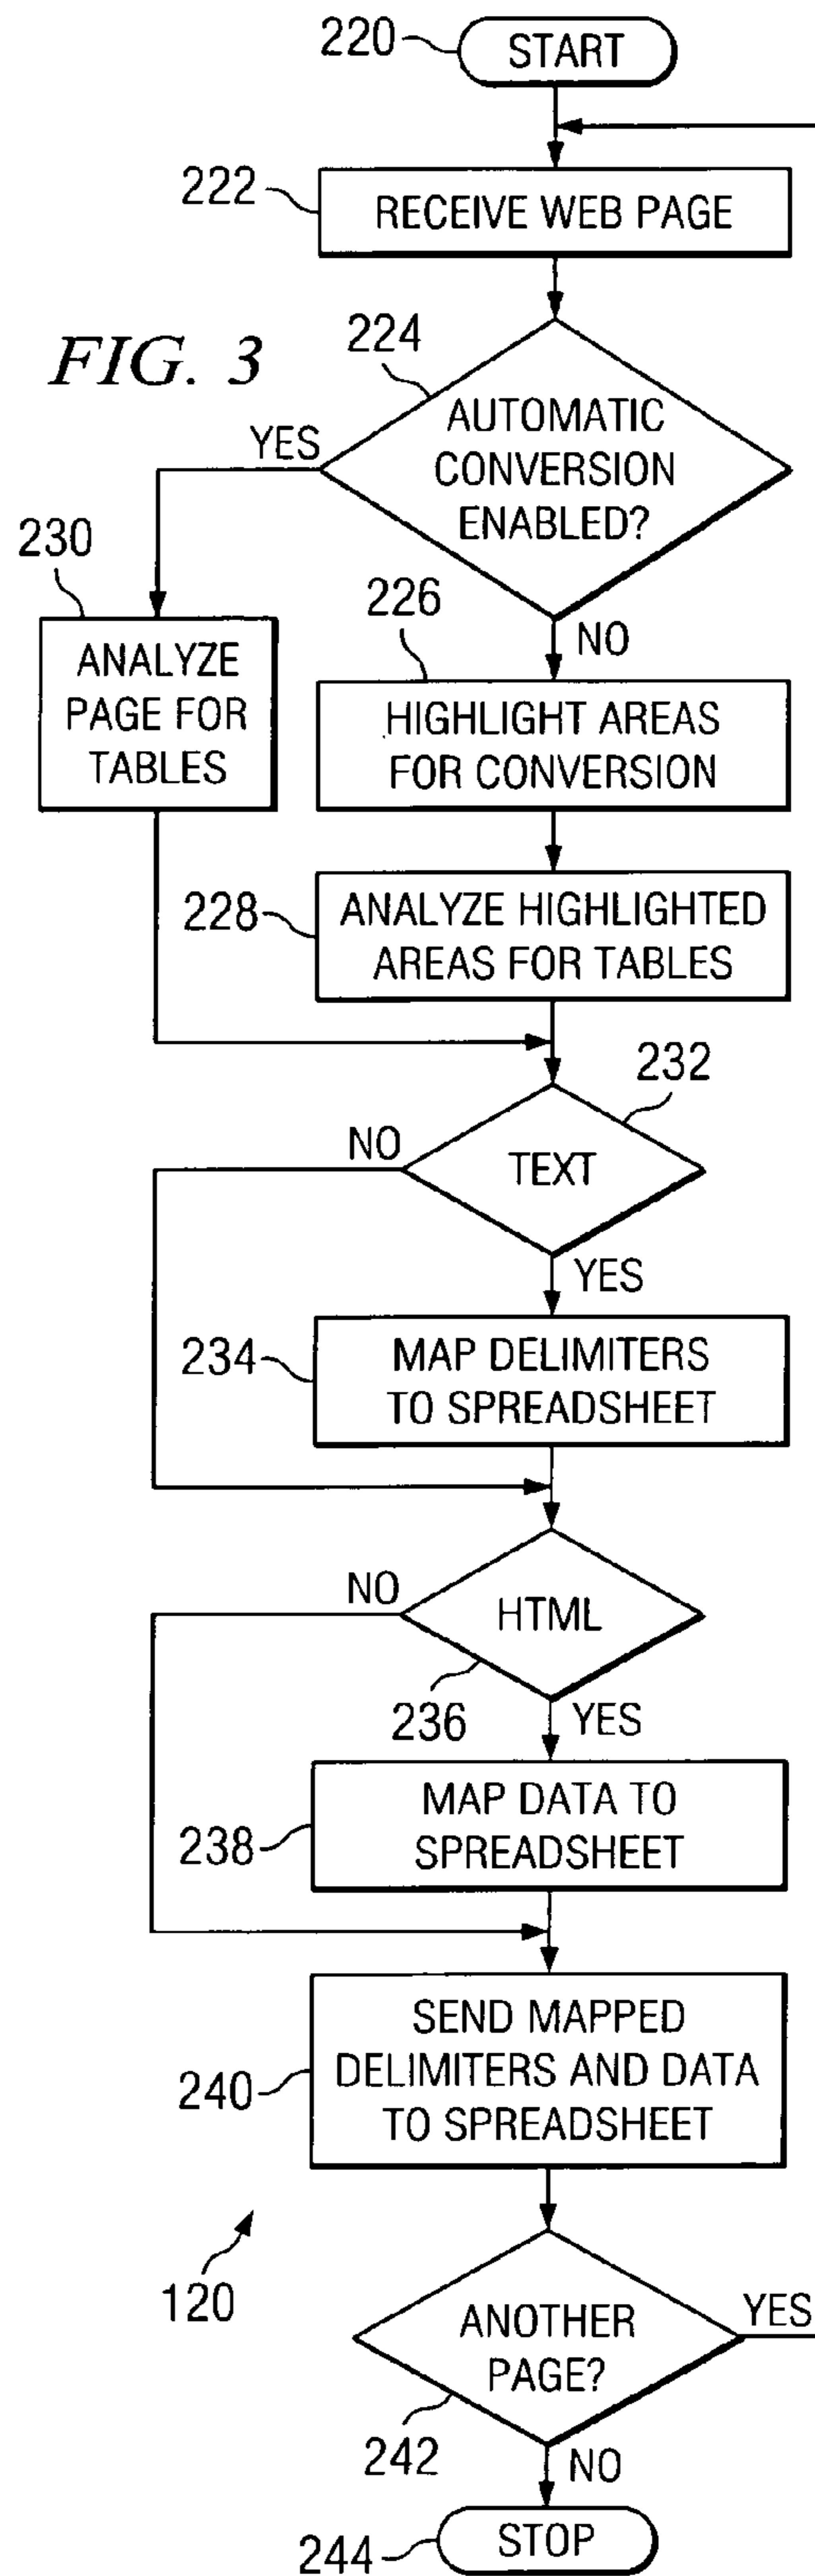 220
START
222
RECEIVE WEB PAGE
FIG. 3
224
AUTOMATIC
CONVERSION
ENABLED?
YES
NO
230
ANALYZE
PAGE FOR
TABLES
226
HIGHLIGHT AREAS
FOR CONVERSION
228
ANALYZE HIGHLIGHTED
AREAS FOR TABLES
232
TEXT
NO
YES
234
MAP DELIMITERS
TO SPREADSHEET
NO
HTML
236
YES
238
MAP DATA TO
SPREADSHEET
240
SEND MAPPED
DELIMITERS AND DATA
TO SPREADSHEET
120
ANOTHER
PAGE?
YES
242
NO
244
STOP